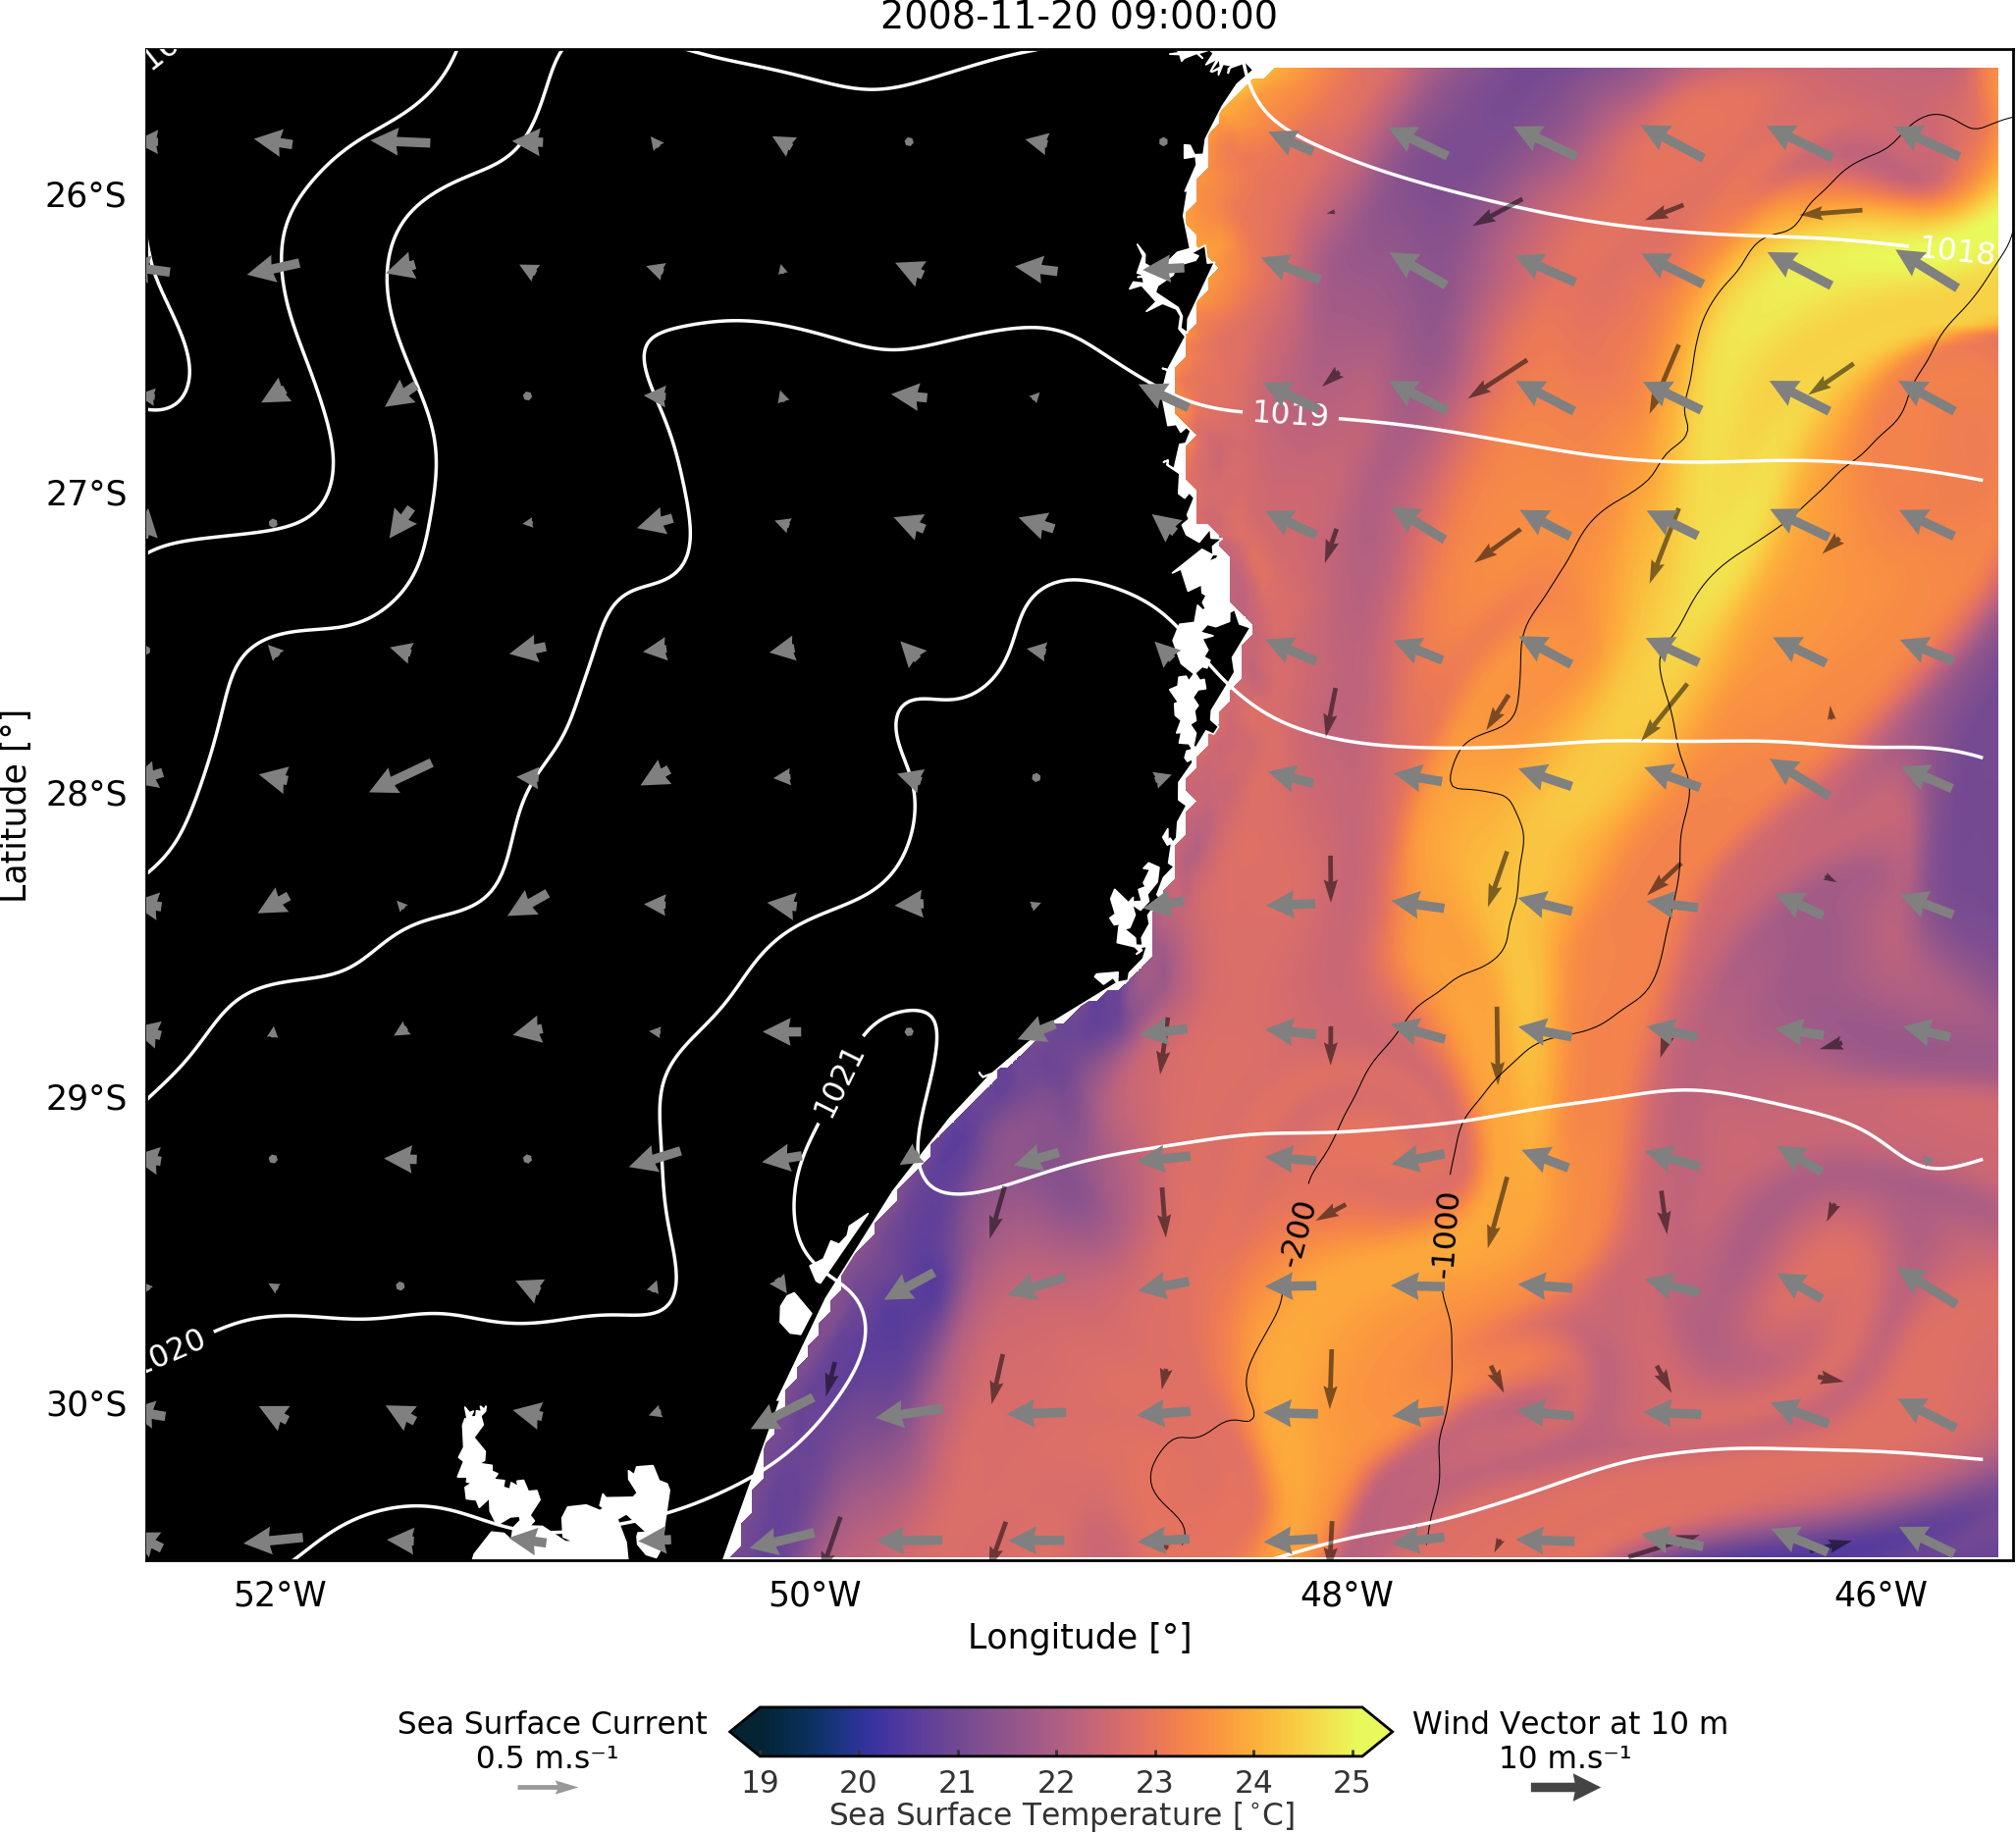 2008-11-20 09:00:00
10
1018
1019
26°S
27°S
28°S
29°S
30°S
Latitude [°]
1021
-200
-1000
020
52°W
50°W
48°W
46°W
Longitude [°]
Sea Surface Current
0.5 m.s⁻¹
19 20 21 22 23 24 25
Sea Surface Temperature [°C]
Wind Vector at 10 m
10 m.s⁻¹